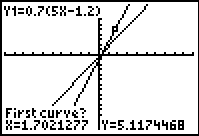 Y1=0.7(5X-1.2)
First curve?
X=1.7021277
Y=5.1174468